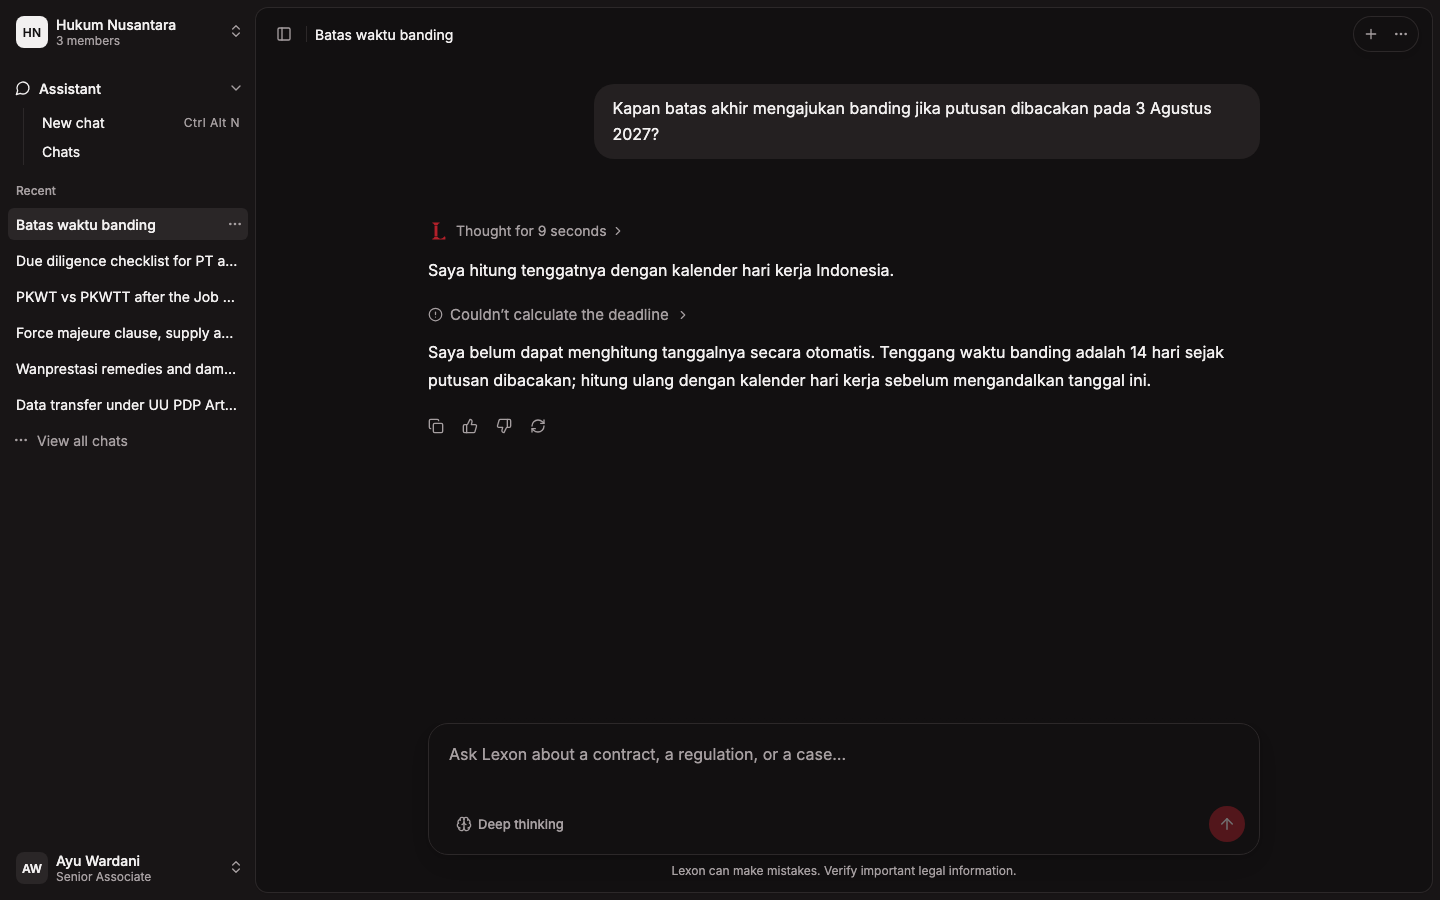 HN
Hukum Nusantara
3 members
Assistant
New chat
Ctrl Alt N
Chats
Recent
Batas waktu banding
Due diligence checklist for PT a...
PKWT vs PKWTT after the Job ...
Force majeure clause, supply a...
Wanprestasi remedies and dam...
Data transfer under UU PDP Art...
View all chats
AW
Ayu Wardani
Senior Associate
Batas waktu banding
Kapan batas akhir mengajukan banding jika putusan dibacakan pada 3 Agustus
2027?
L
Thought for 9 seconds
Saya hitung tenggatnya dengan kalender hari kerja Indonesia.
Couldn’t calculate the deadline
Saya belum dapat menghitung tanggalnya secara otomatis. Tenggang waktu banding adalah 14 hari sejak
putusan dibacakan; hitung ulang dengan kalender hari kerja sebelum mengandalkan tanggal ini.
Ask Lexon about a contract, a regulation, or a case...
Deep thinking
Lexon can make mistakes. Verify important legal information.